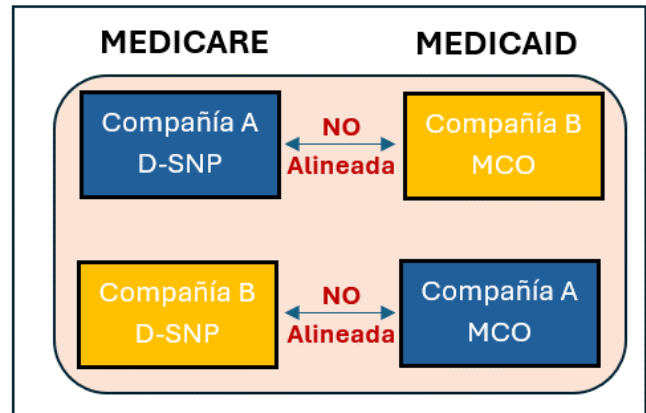 MEDICARE MEDICAID
Compañía A
D-SNP
NO
Alineada
Compañía B
MCO
Compañía B
D-SNP
NO
Alineada
Compañía A
MCO